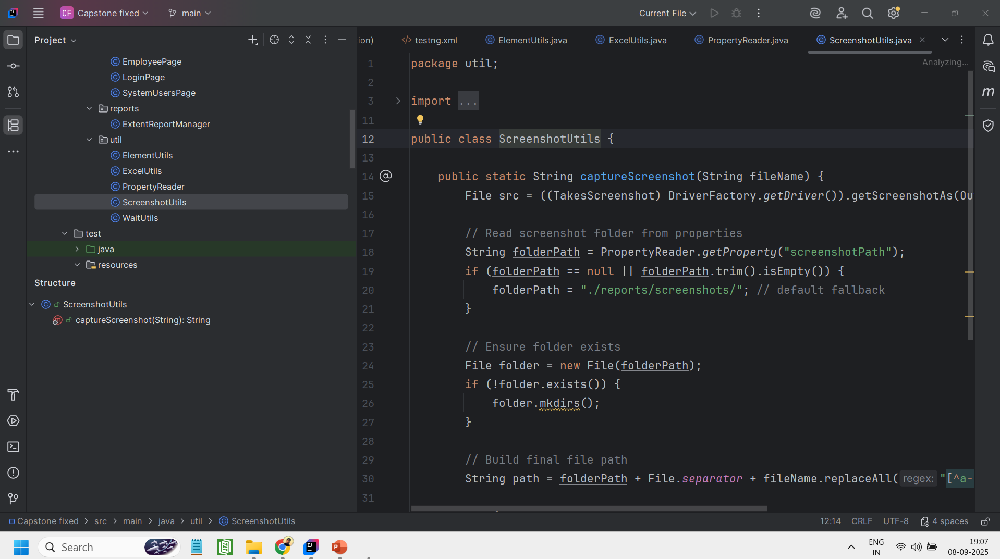 CF Capstone fixed main Current File
Project
ion) testng.xml ElementUtils.java ExcelUtils.java PropertyReader.java ScreenshotUtils.java
EmployeePage
LoginPage
SystemUsersPage
reports
ExtentReportManager
util
ElementUtils
ExcelUtils
PropertyReader
ScreenshotUtils
WaitUtils
test
java
resources
Structure
ScreenshotUtils
captureScreenshot(String): String
Analyzing...
1 package util;
2
3 import ...
11
12 public class ScreenshotUtils {
13
14 public static String captureScreenshot(String fileName) {
15 File src = ((TakesScreenshot) DriverFactory.getDriver()).getScreenshotAs(Ou
16
17 // Read screenshot folder from properties
18 String folderPath = PropertyReader.getProperty("screenshotPath");
19 if (folderPath == null || folderPath.trim().isEmpty()) {
20 folderPath = "./reports/screenshots/"; // default fallback
21 }
22
23 // Ensure folder exists
24 File folder = new File(folderPath);
25 if (!folder.exists()) {
26 folder.mkdirs();
27 }
28
29 // Build final file path
30 String path = folderPath + File.separator + fileName.replaceAll( regex: "[^a-
31
Capstone fixed > src > main > java > util > ScreenshotUtils 12:14 CRLF UTF-8 4 spaces
Search
ENG
IN
19:07
08-09-2025